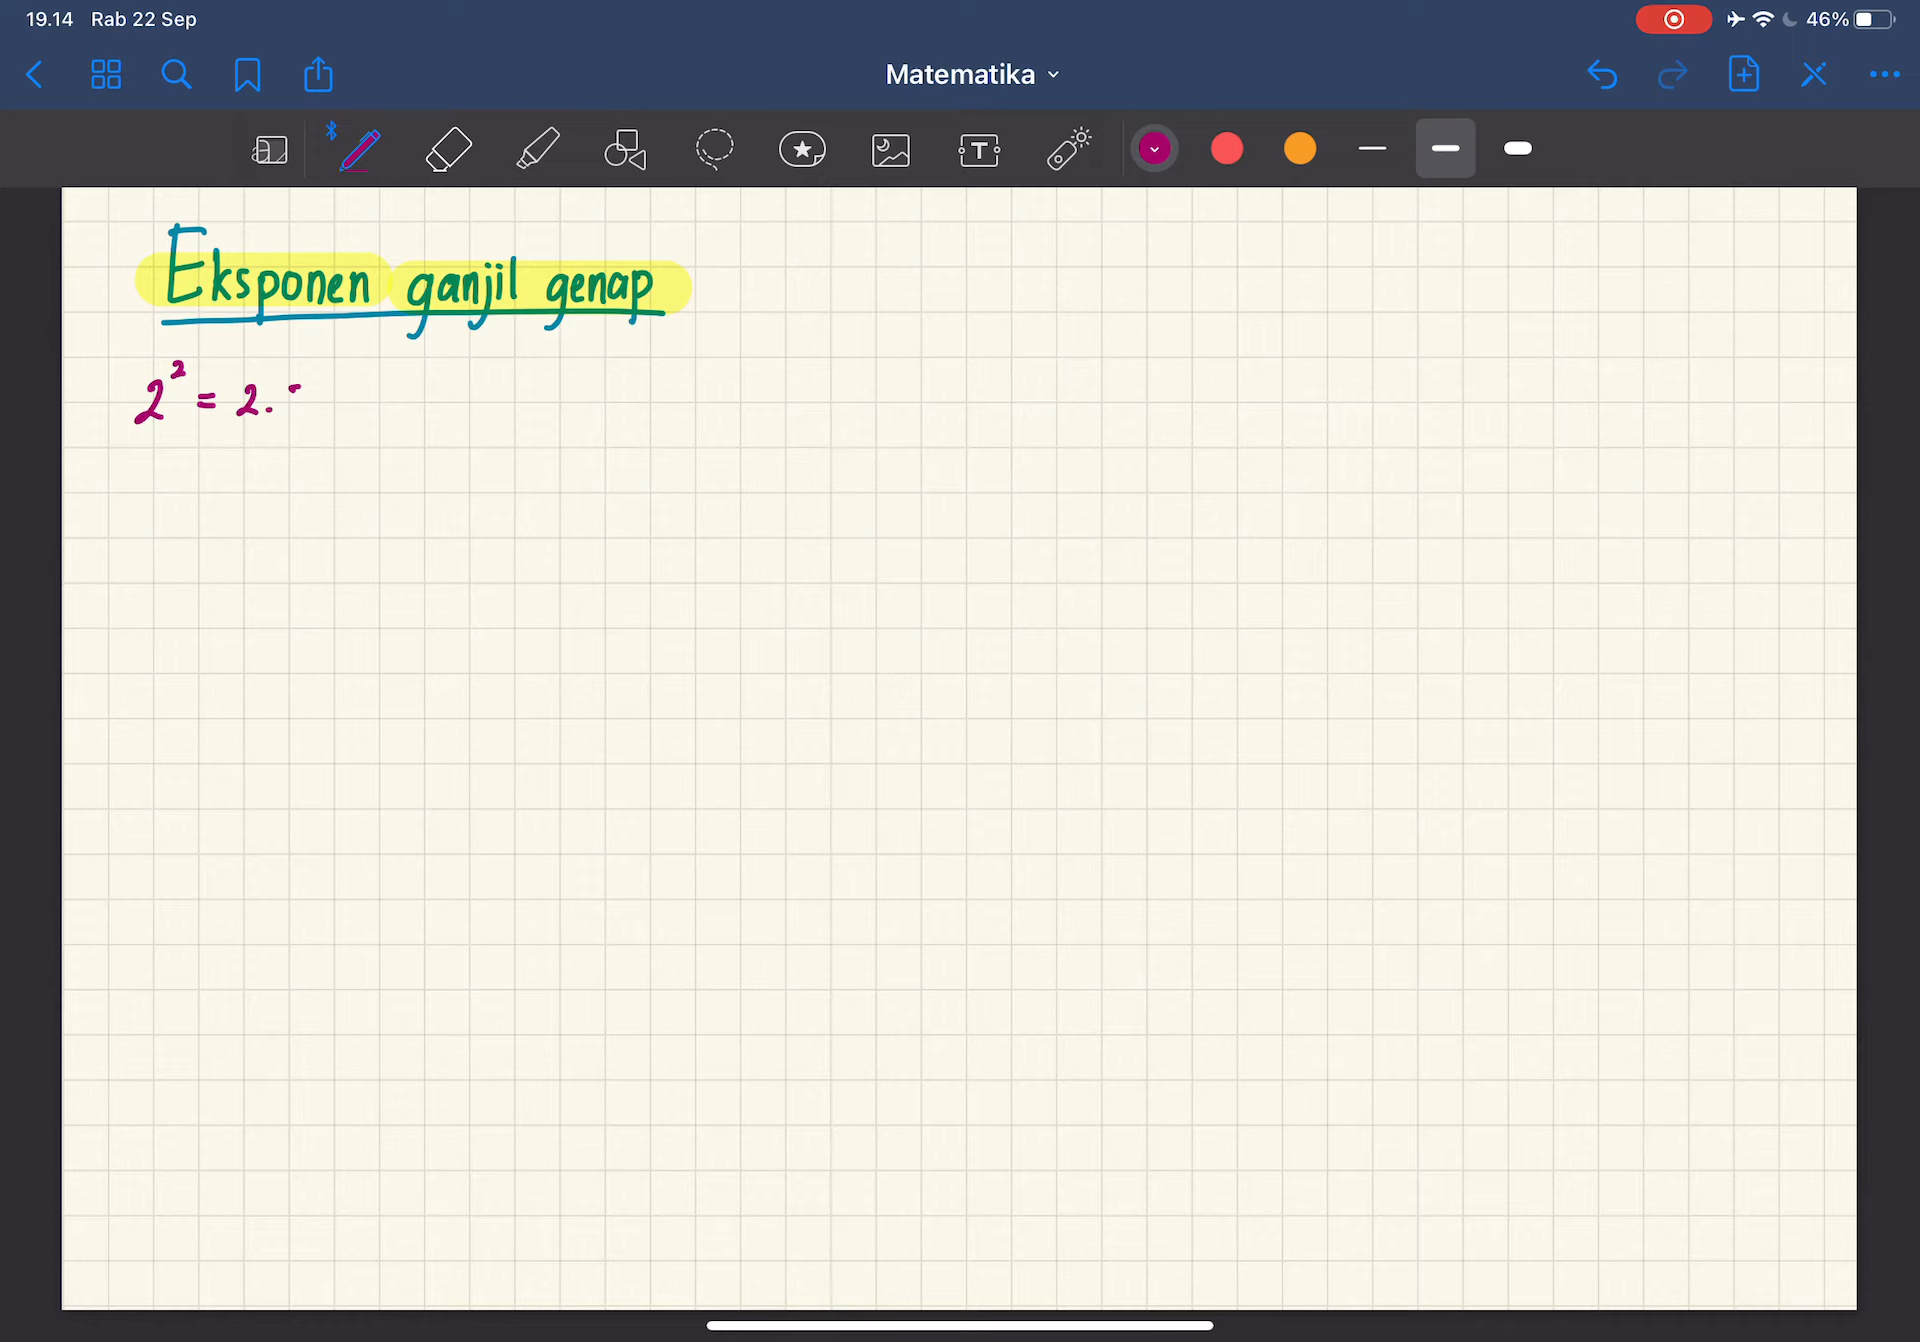 19.14 Rab 22 Sep 46%
Matematika
T
Eksponen ganjil genap
2² = 2.